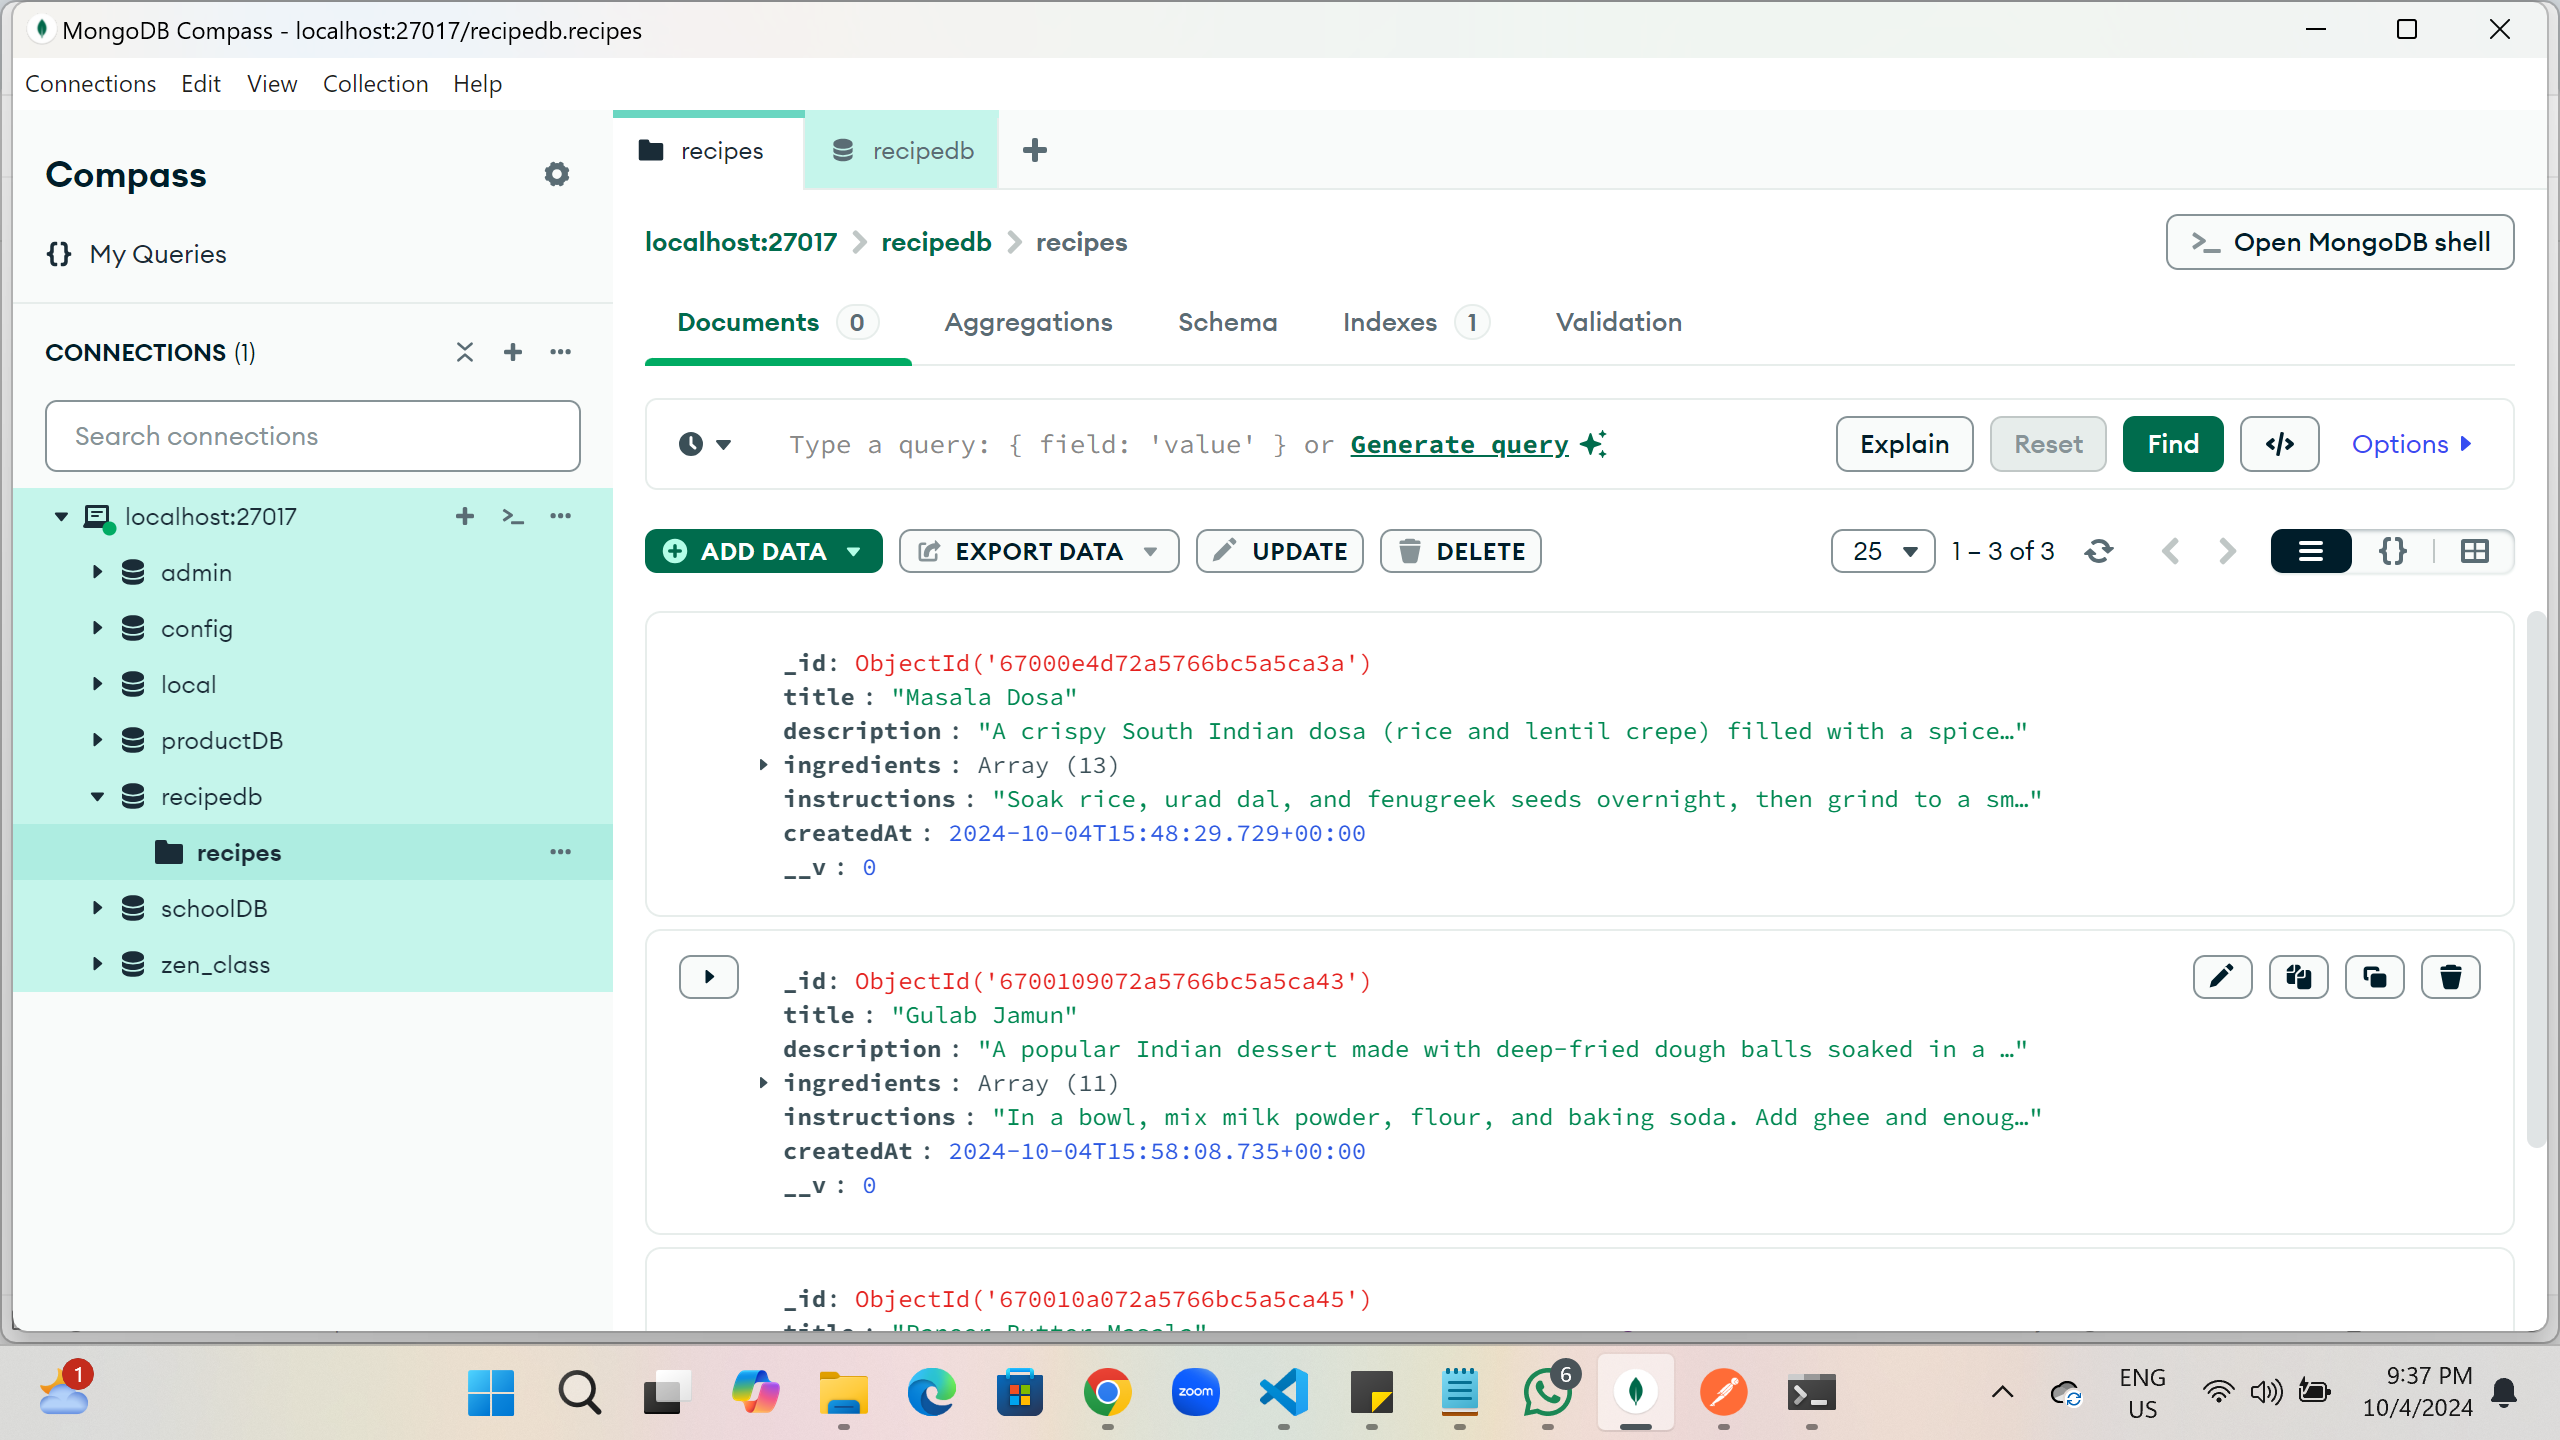 MongoDB Compass - localhost:27017/recipedb.recipes
Connections Edit View Collection Help
Compass
{} My Queries
CONNECTIONS (1)
Search connections
localhost:27017
admin
config
local
productDB
recipedb
recipes
schoolDB
zen_class
recipes
recipedb
localhost:27017 > recipedb > recipes
>_ Open MongoDB shell
Documents 0 Aggregations Schema Indexes 1 Validation
Type a query: { field: 'value' } or Generate query
Explain Reset Find </> Options
ADD DATA EXPORT DATA UPDATE DELETE
25 1 – 3 of 3 {}
_id: ObjectId('67000e4d72a5766bc5a5ca3a')
title : "Masala Dosa"
description : "A crispy South Indian dosa (rice and lentil crepe) filled with a spice…"
ingredients : Array (13)
instructions : "Soak rice, urad dal, and fenugreek seeds overnight, then grind to a sm…"
createdAt : 2024-10-04T15:48:29.729+00:00
__v : 0
_id: ObjectId('6700109072a5766bc5a5ca43')
title : "Gulab Jamun"
description : "A popular Indian dessert made with deep-fried dough balls soaked in a …"
ingredients : Array (11)
instructions : "In a bowl, mix milk powder, flour, and baking soda. Add ghee and enoug…"
createdAt : 2024-10-04T15:58:08.735+00:00
__v : 0
_id: ObjectId('670010a072a5766bc5a5ca45')
title : "Paneer Butter Masala"
1
zoom
6
ENG
US
9:37 PM
10/4/2024